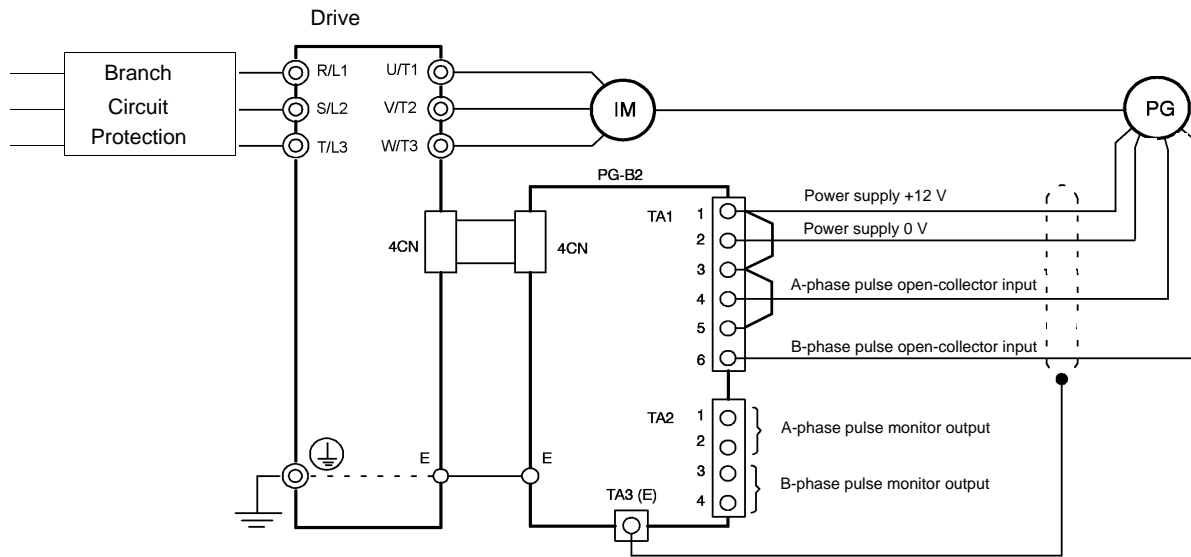 Drive
Branch
Circuit
Protection
R/L1
S/L2
T/L3
U/T1
V/T2
W/T3
IM
PG
PG-B2
4CN
4CN
TA1
1
2
3
4
5
6
Power supply +12 V
Power supply 0 V
A-phase pulse open-collector input
B-phase pulse open-collector input
TA2
1
2
3
4
A-phase pulse monitor output
B-phase pulse monitor output
E
E
TA3 (E)